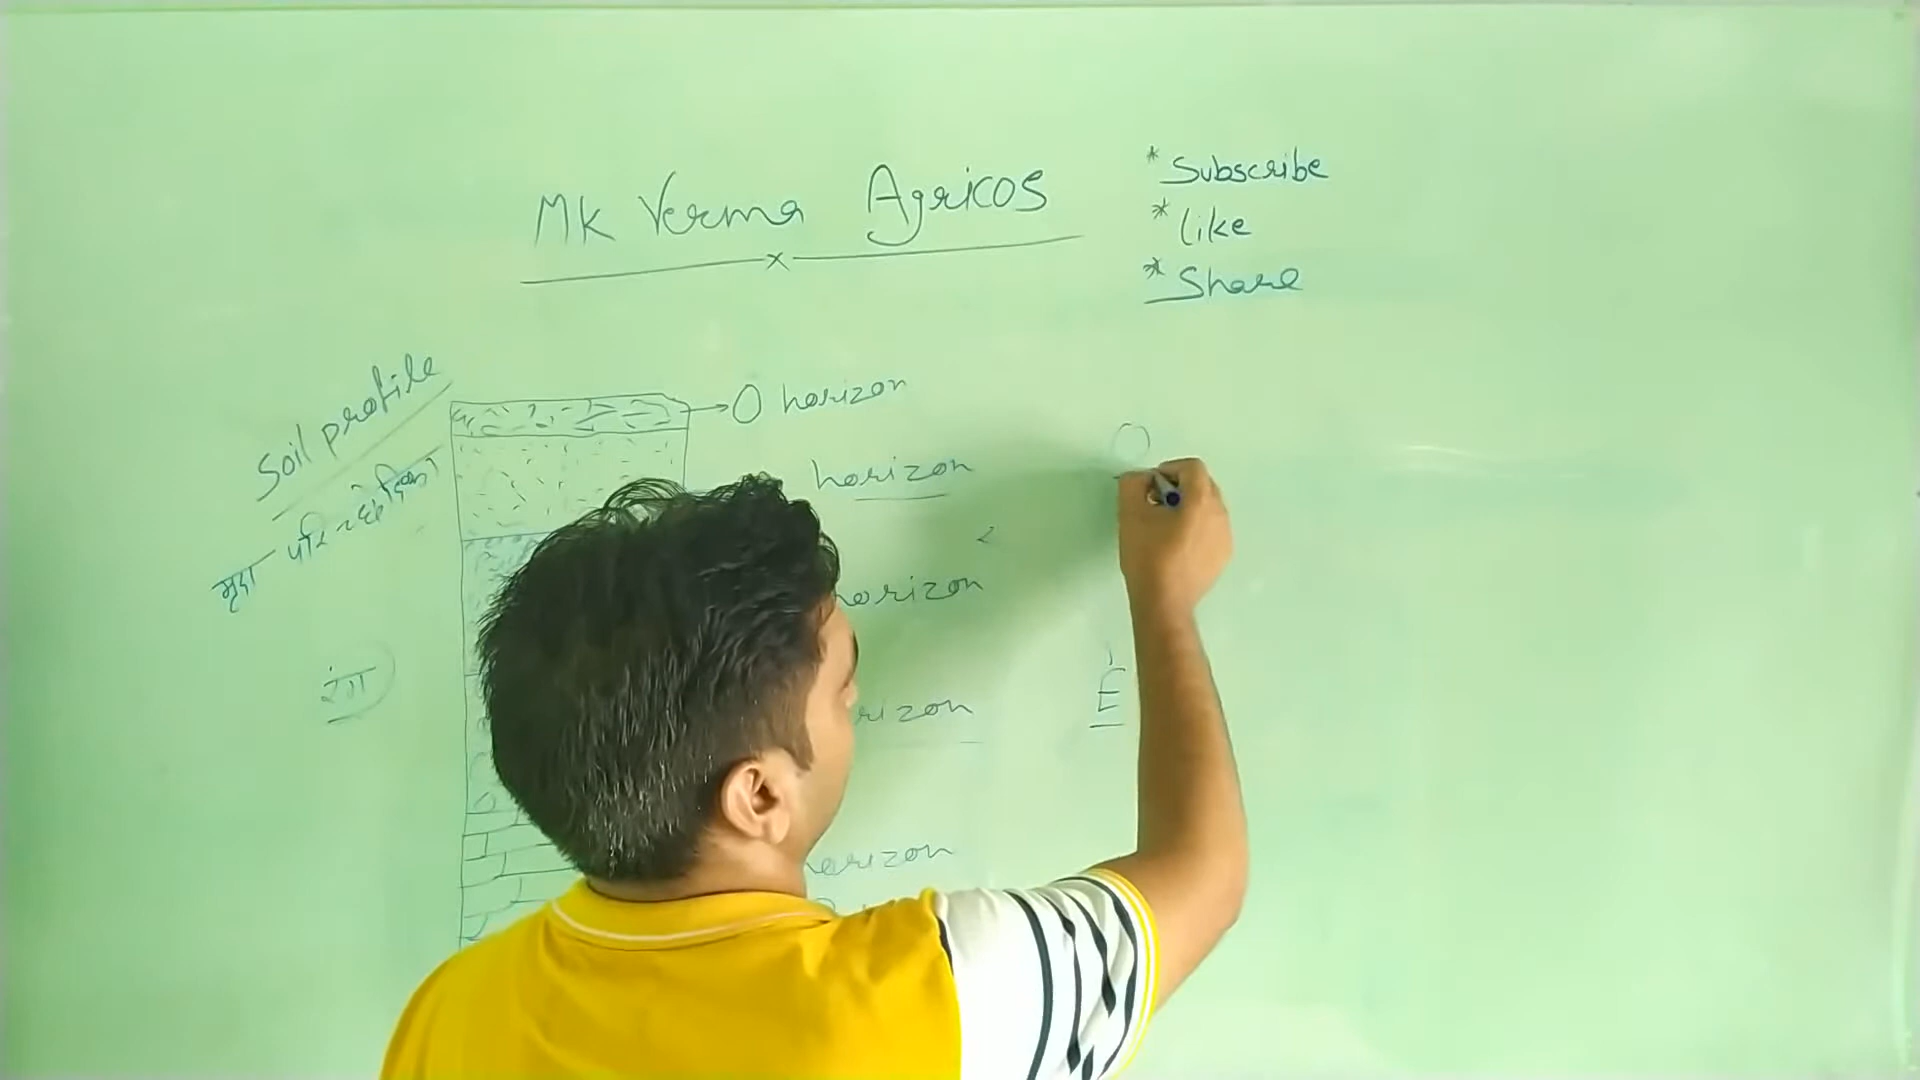 Mk Verma Agricos
* Subscribe
* like
* Share
Soil profile
मृदा परिच्छेदिका
रंग
O horizon
horizon
horizon
rizon
horizon
O
E